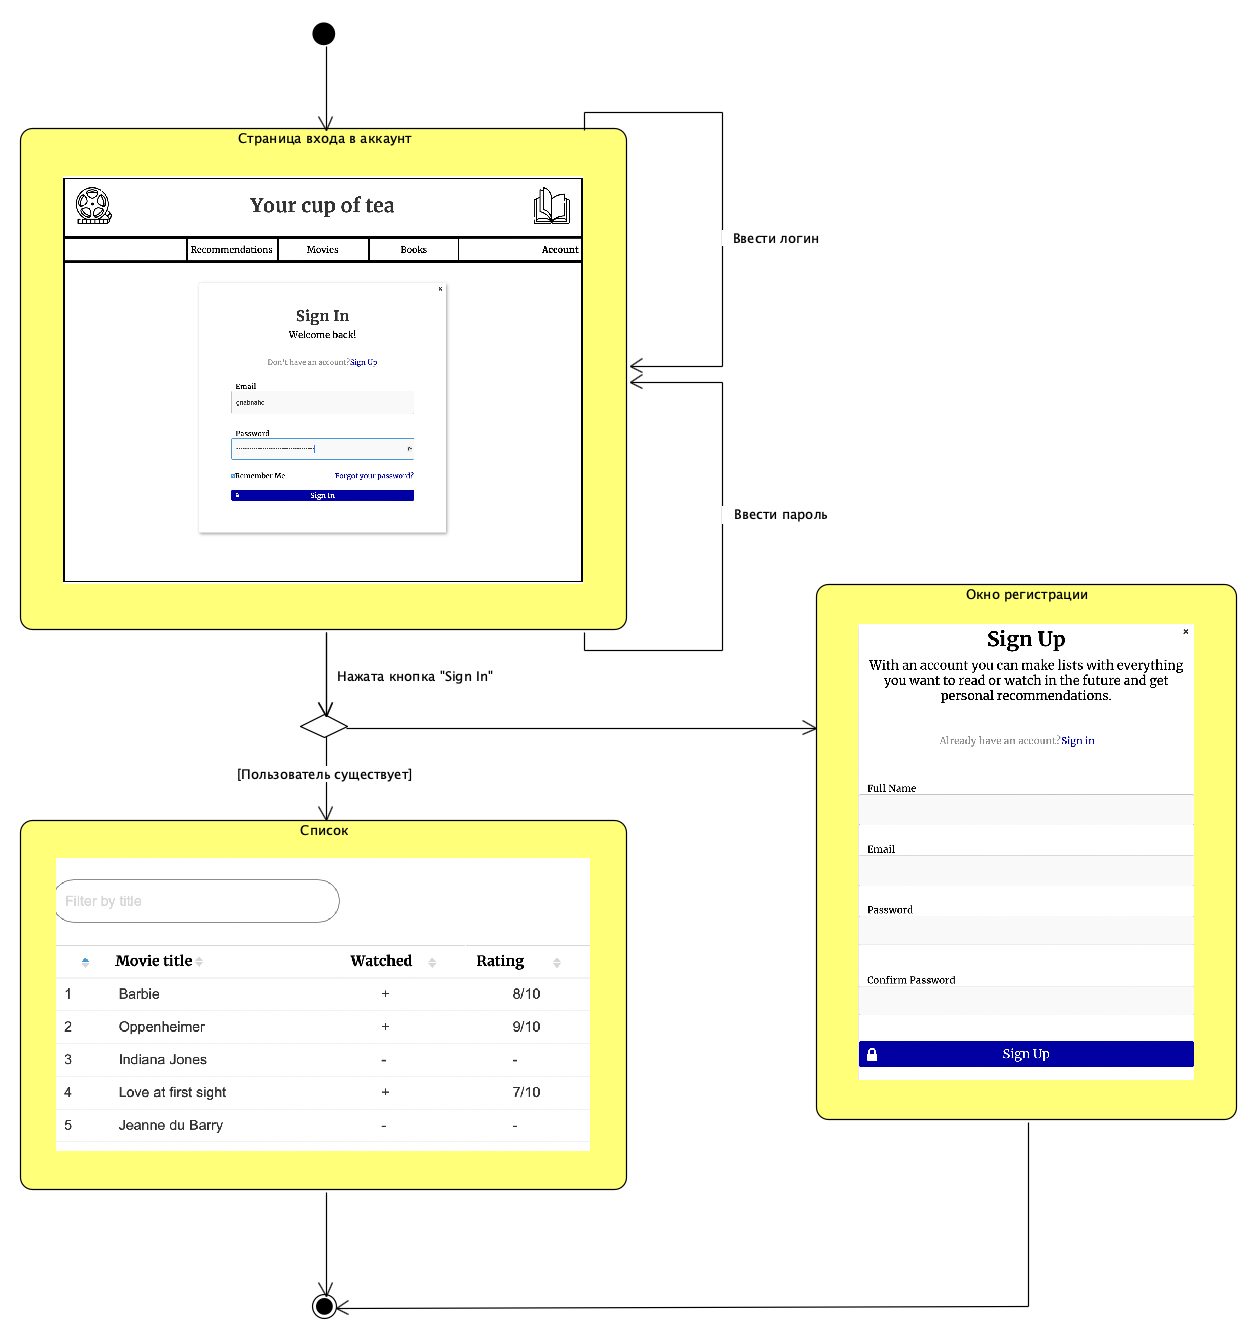 Страница входа в аккаунт
Your cup of tea
Recommendations Movies Books Account
Ввести логин
×
Sign In
Welcome back!
Don't have an account?Sign Up
Email
Password
Remember Me Forgot your password?
Sign In
Ввести пароль
Нажата кнопка "Sign In"
[Пользователь существует]
Окно регистрации
×
Sign Up
With an account you can make lists with everything
you want to read or watch in the future and get
personal recommendations.
Already have an account?Sign in
Full Name
Email
Password
Confirm Password
Sign Up
Список
Filter by title
Movie title Watched Rating
1 Barbie + 8/10
2 Oppenheimer + 9/10
3 Indiana Jones - -
4 Love at first sight + 7/10
5 Jeanne du Barry - -